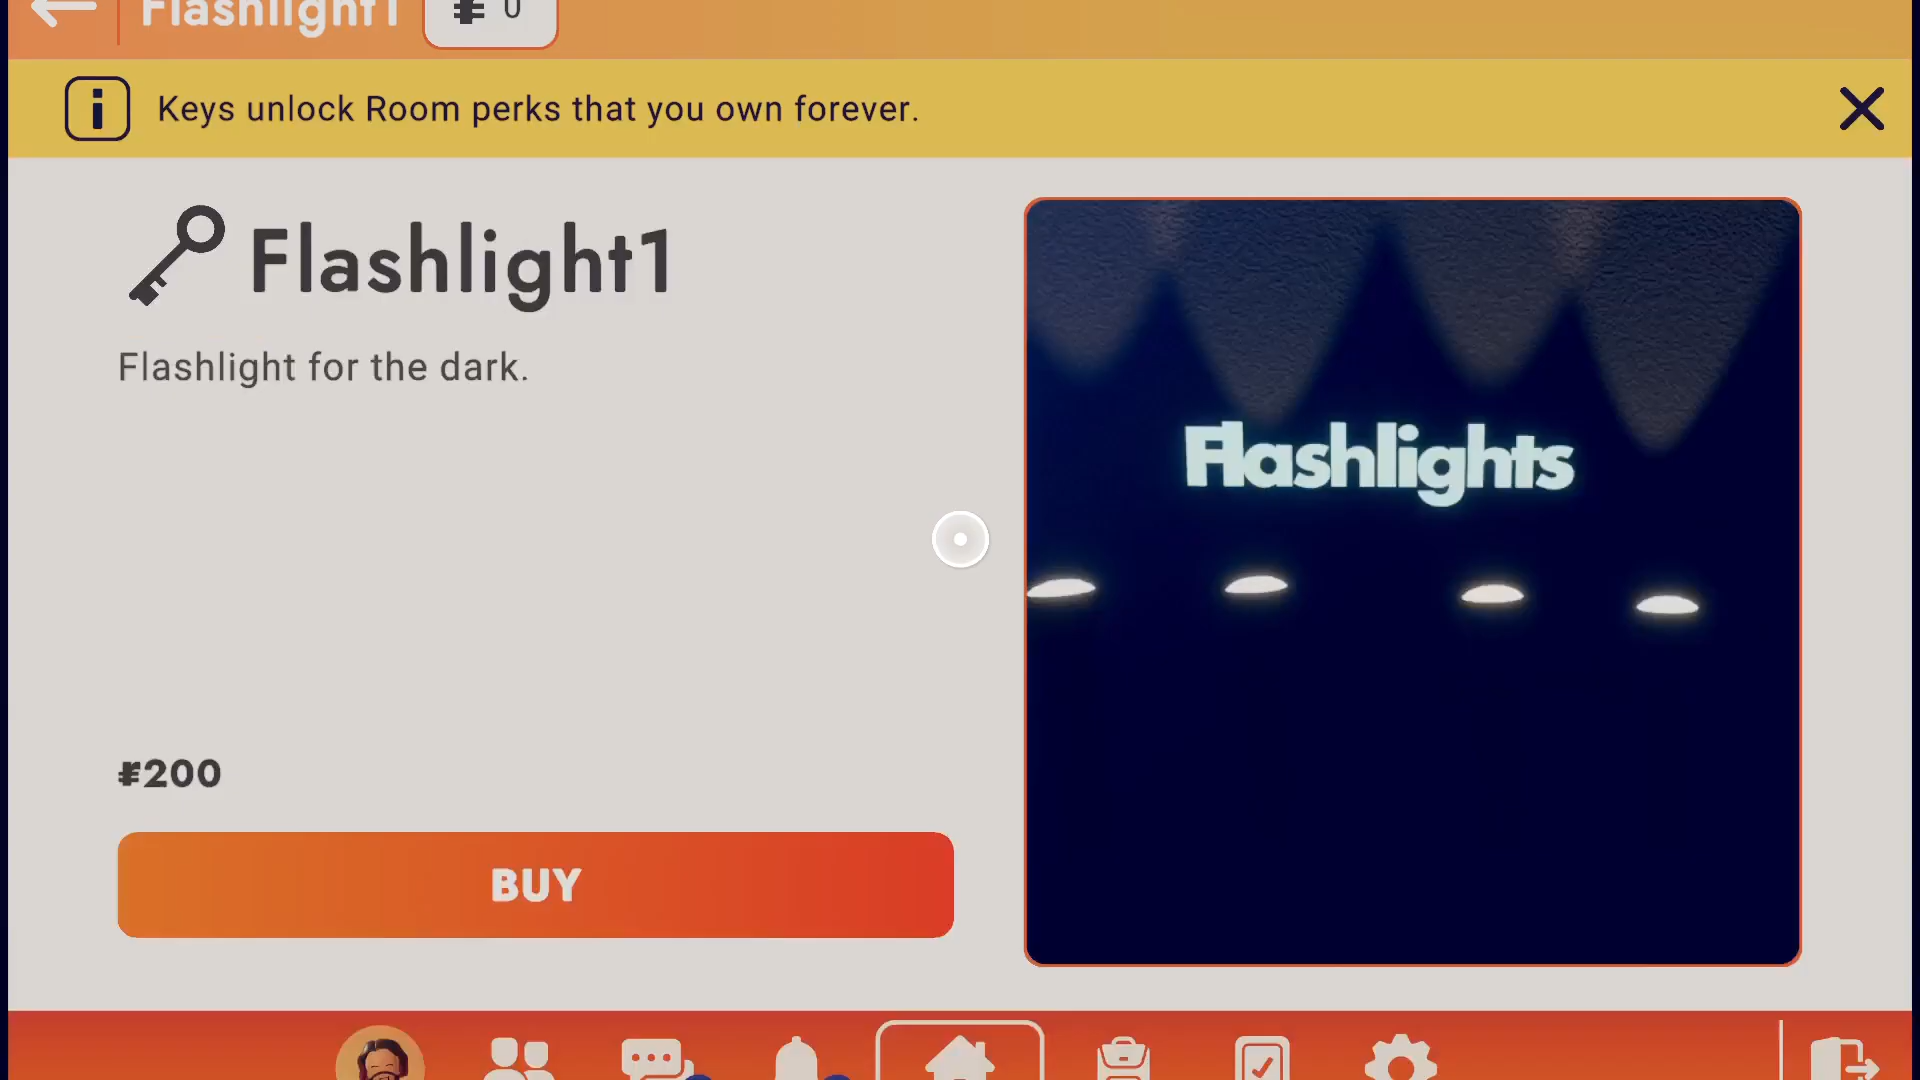 Flashlight1
0
Keys unlock Room perks that you own forever.
Flashlight1
Flashlight for the dark.
Flashlights
200
BUY